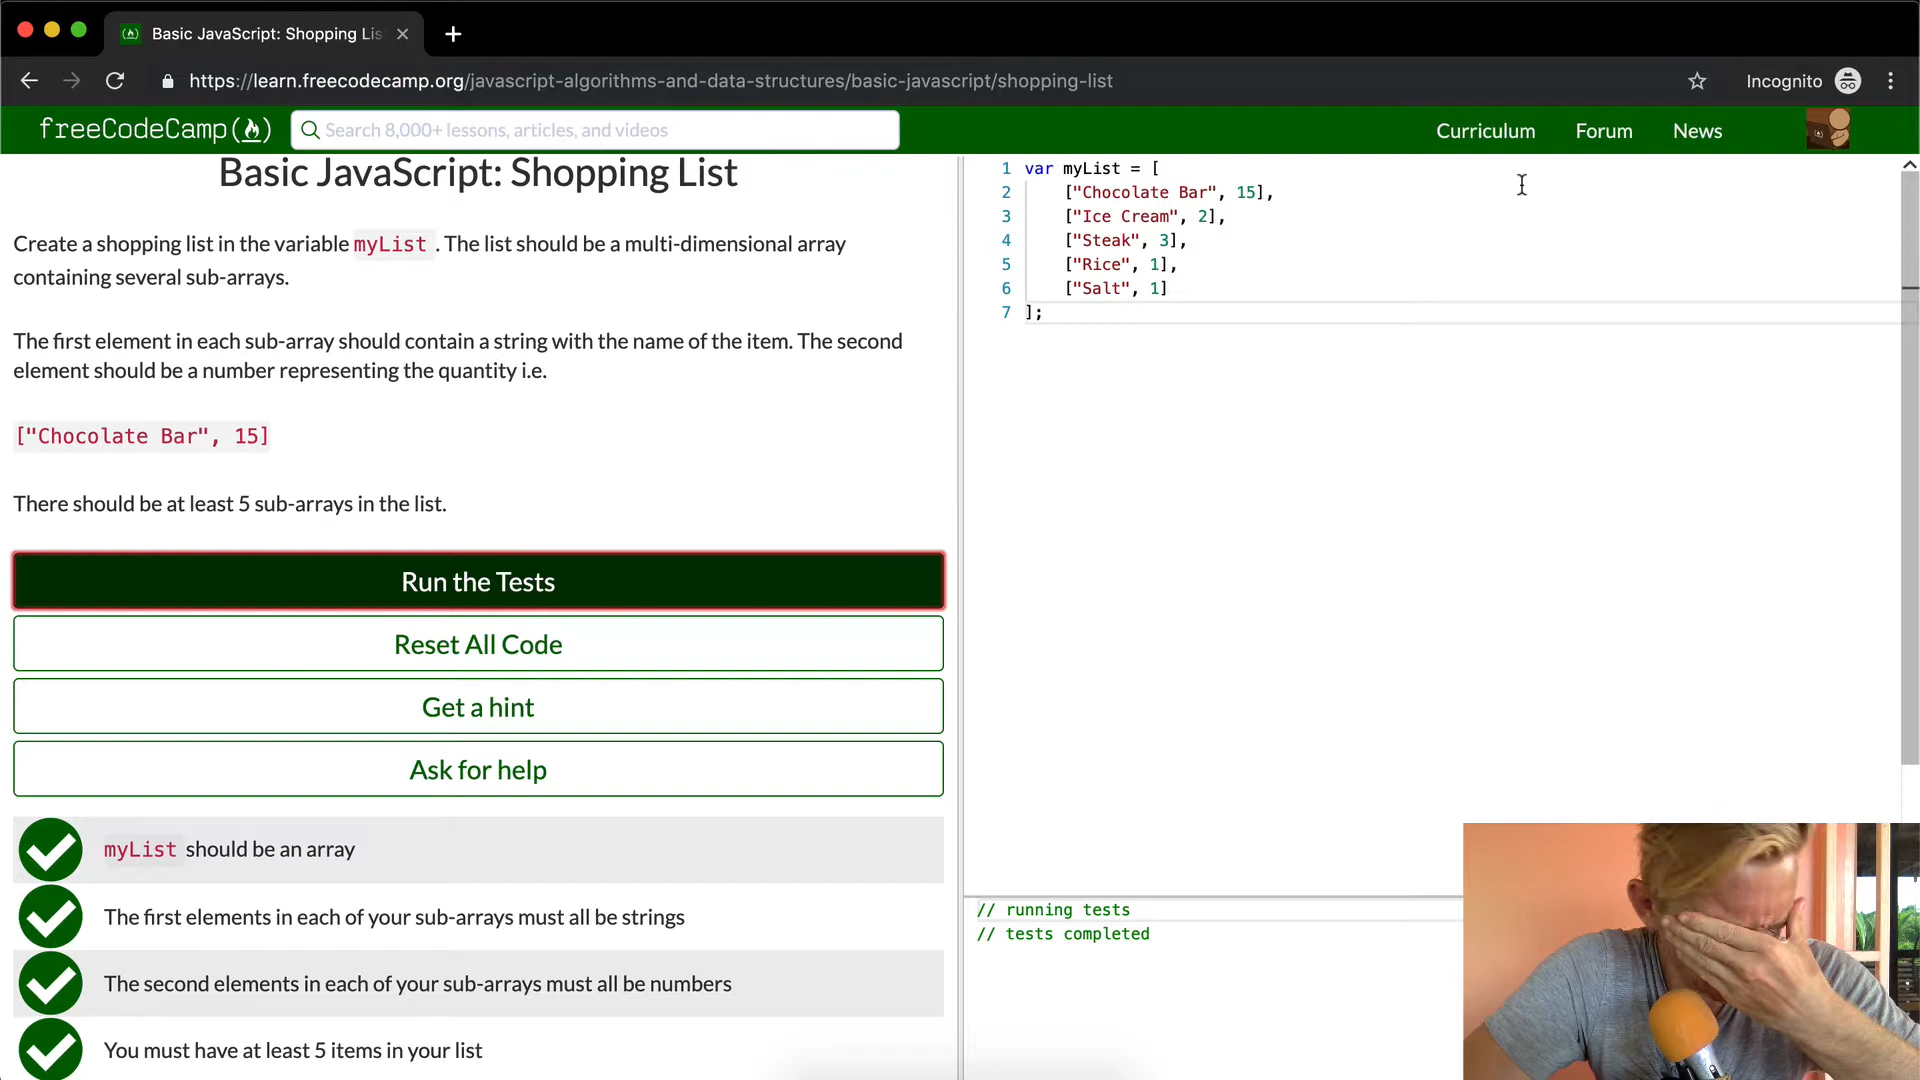 Basic JavaScript: Shopping Lis
https://learn.freecodecamp.org/javascript-algorithms-and-data-structures/basic-javascript/shopping-list
Incognito
freeCodeCamp
Search 8,000+ lessons, articles, and videos
Curriculum
Forum
News
Basic JavaScript: Shopping List
Create a shopping list in the variable myList . The list should be a multi-dimensional array
containing several sub-arrays.
The first element in each sub-array should contain a string with the name of the item. The second
element should be a number representing the quantity i.e.
["Chocolate Bar", 15]
There should be at least 5 sub-arrays in the list.
Run the Tests
Reset All Code
Get a hint
Ask for help
myList should be an array
The first elements in each of your sub-arrays must all be strings
The second elements in each of your sub-arrays must all be numbers
You must have at least 5 items in your list
1 var myList = [
2 ["Chocolate Bar", 15],
3 ["Ice Cream", 2],
4 ["Steak", 3],
5 ["Rice", 1],
6 ["Salt", 1]
7 ];
// running tests
// tests completed